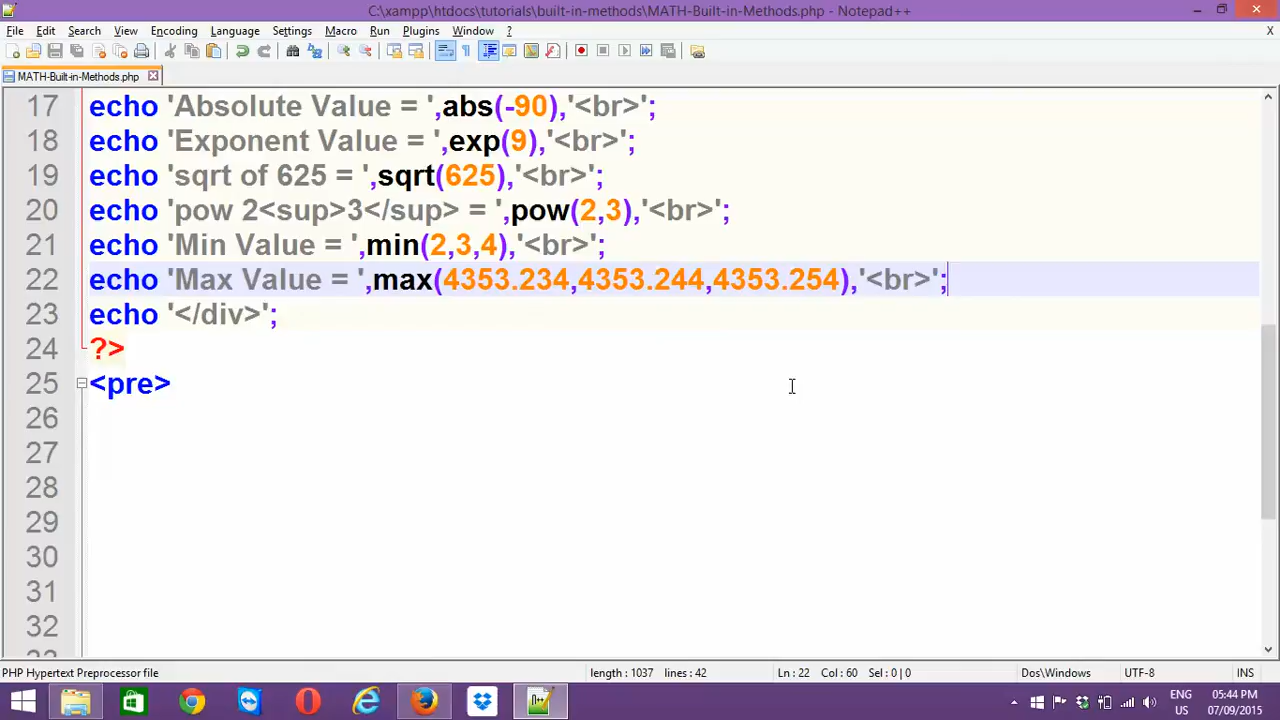 C:\xampp\htdocs\tutorials\built-in-methods\MATH-Built-in-Methods.php - Notepad++
File Edit Search View Encoding Language Settings Macro Run Plugins Window ? X
MATH-Built-in-Methods.php
17 echo 'Absolute Value = ',abs(-90),'<br>';
18 echo 'Exponent Value = ',exp(9),'<br>';
19 echo 'sqrt of 625 = ',sqrt(625),'<br>';
20 echo 'pow 2<sup>3</sup> = ',pow(2,3),'<br>';
21 echo 'Min Value = ',min(2,3,4),'<br>';
22 echo 'Max Value = ',max(4353.234,4353.244,4353.254),'<br>';
23 echo '</div>';
24 ?>
25 <pre>
26
27
28
29
30
31
32
PHP Hypertext Preprocessor file length : 1037 lines : 42 Ln : 22 Col : 60 Sel : 0 | 0 Dos\Windows UTF-8 INS
ENG 05:44 PM
US 07/09/2015